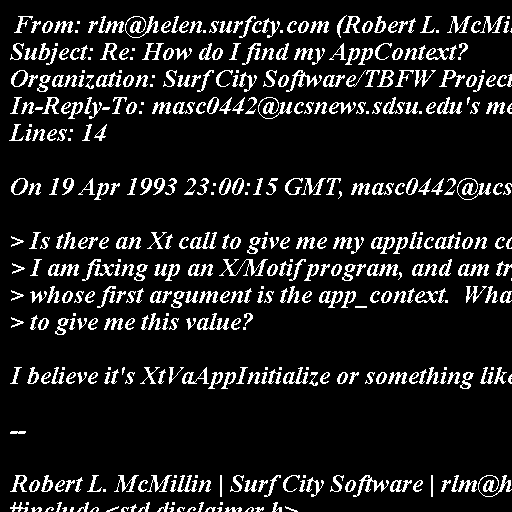 From: rlm@helen.surfcty.com (Robert L. McMil
Subject: Re: How do I find my AppContext?
Organization: Surf City Software/TBFW Project
In-Reply-To: masc0442@ucsnews.sdsu.edu's me
Lines: 14
On 19 Apr 1993 23:00:15 GMT, masc0442@ucs
> Is there an Xt call to give me my application co
> I am fixing up an X/Motif program, and am try
> whose first argument is the app_context.  Wha
> to give me this value?
I believe it's XtVaAppInitialize or something like
--
Robert L. McMillin | Surf City Software | rlm@h
#include <std.disclaimer.h>